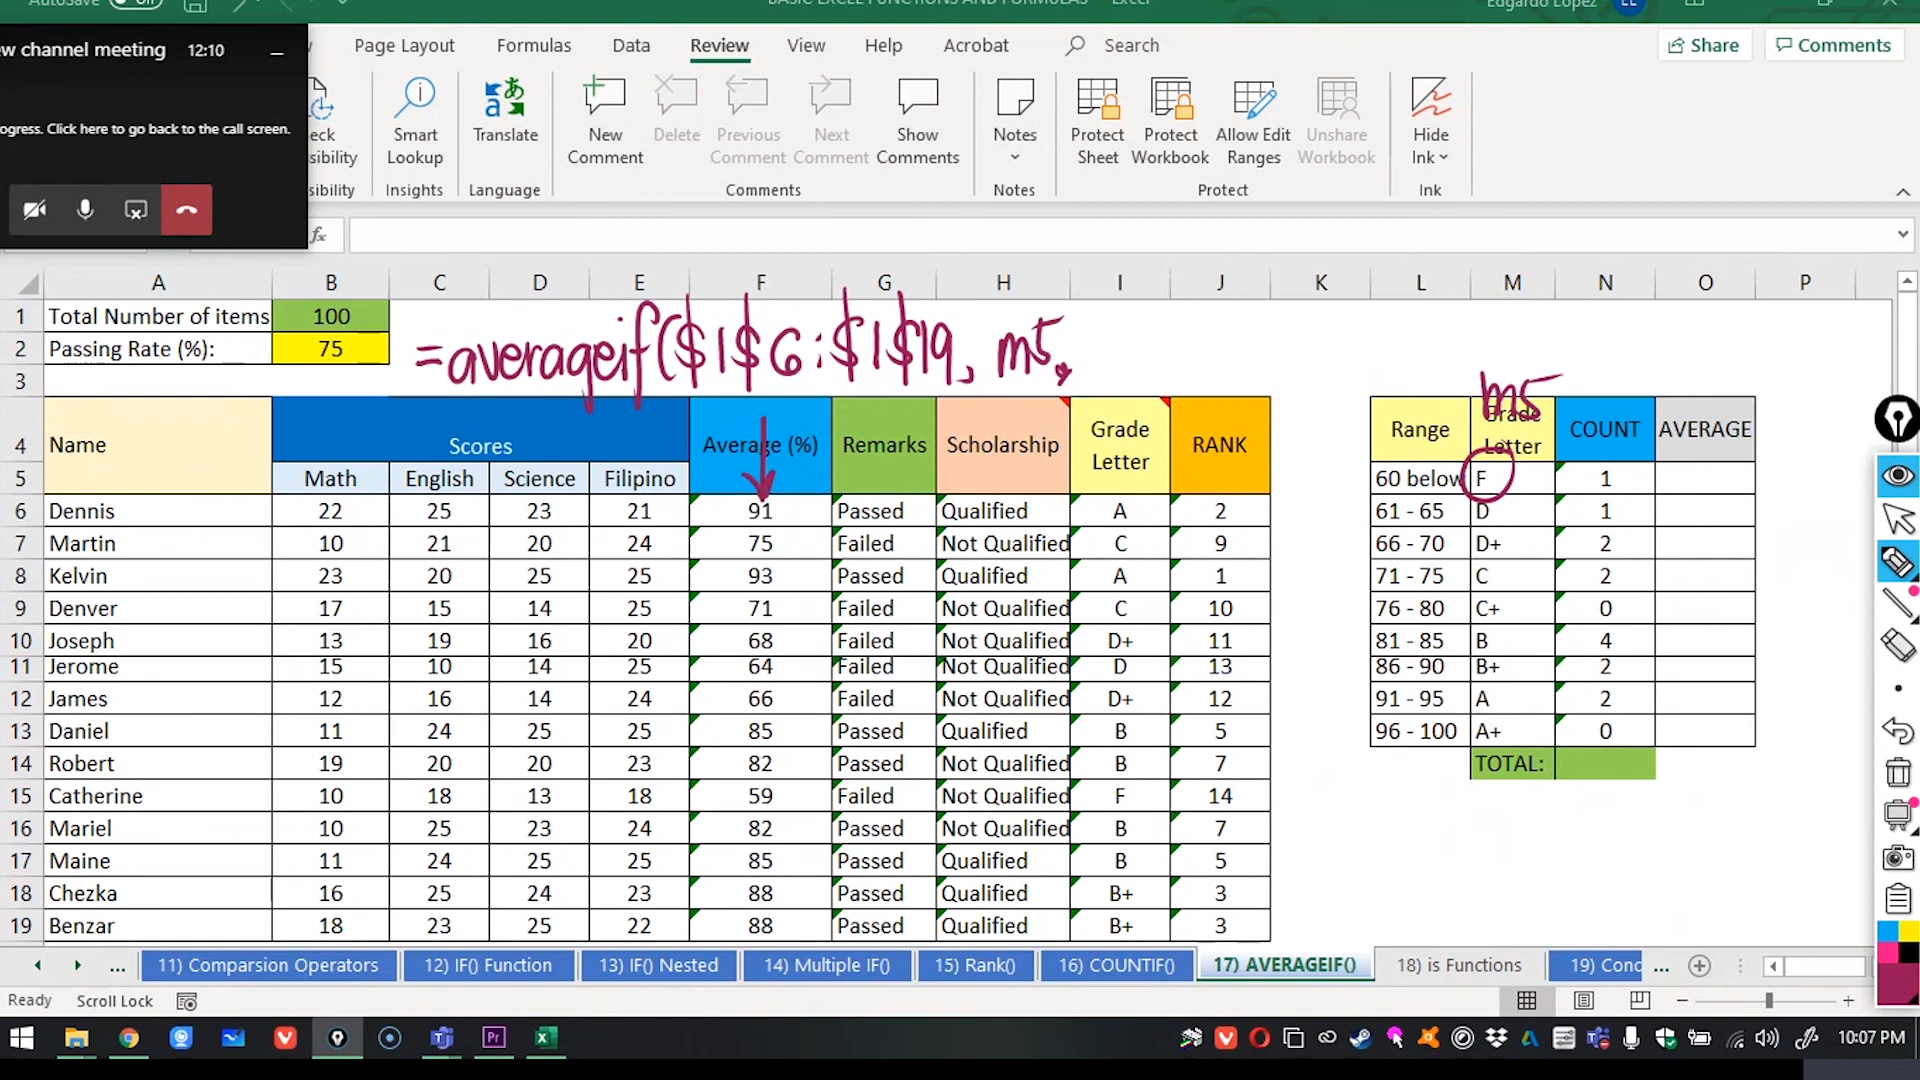 BASIC EXCEL FUNCTIONS AND FORMULAS - Excel
Edgardo Lopez
ew channel meeting 12:10
ogress. Click here to go back to the call screen.
Page Layout Formulas Data Review View Help Acrobat Search Share Comments
Smart Lookup
Translate
New Comment
Delete
Previous Comment
Next Comment
Show Comments
Notes
Protect Sheet
Protect Workbook
Allow Edit Ranges
Unshare Workbook
Hide Ink
ibility Insights Language Comments Notes Protect Ink
fx
A B C D E F G H I J K L M N O P
1 Total Number of items 100
2 Passing Rate (%): 75
3
=averageif($1$6:$1$19, m5,
m5
4 Name Scores Average (%) Remarks Scholarship Grade Letter RANK Range Grade Letter COUNT AVERAGE
5 Math English Science Filipino 60 below F 1
6 Dennis 22 25 23 21 91 Passed Qualified A 2 61 - 65 D 1
7 Martin 10 21 20 24 75 Failed Not Qualified C 9 66 - 70 D+ 2
8 Kelvin 23 20 25 25 93 Passed Qualified A 1 71 - 75 C 2
9 Denver 17 15 14 25 71 Failed Not Qualified C 10 76 - 80 C+ 0
10 Joseph 13 19 16 20 68 Failed Not Qualified D+ 11 81 - 85 B 4
11 Jerome 15 10 14 25 64 Failed Not Qualified D 13 86 - 90 B+ 2
12 James 12 16 14 24 66 Failed Not Qualified D+ 12 91 - 95 A 2
13 Daniel 11 24 25 25 85 Passed Qualified B 5 96 - 100 A+ 0
14 Robert 19 20 20 23 82 Passed Not Qualified B 7 TOTAL:
15 Catherine 10 18 13 18 59 Failed Not Qualified F 14
16 Mariel 10 25 23 24 82 Passed Not Qualified B 7
17 Maine 11 24 25 25 85 Passed Qualified B 5
18 Chezka 16 25 24 23 88 Passed Qualified B+ 3
19 Benzar 18 23 25 22 88 Passed Qualified B+ 3
... 11) Comparsion Operators 12) IF() Function 13) IF() Nested 14) Multiple IF() 15) Rank() 16) COUNTIF() 17) AVERAGEIF() 18) is Functions 19) Conc ...
Ready Scroll Lock
10:07 PM